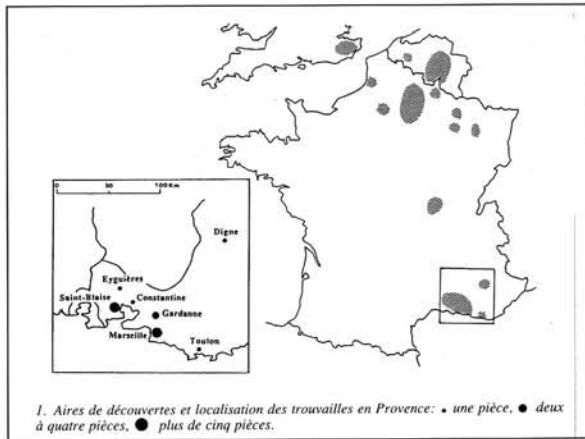 0 50 100 Km
Digne
Eyguières
Saint-Blaise
Constantine
Gardanne
Marseille
Toulon
1. Aires de découvertes et localisation des trouvailles en Provence: • une pièce, ● deux
à quatre pièces, ● plus de cinq pièces.